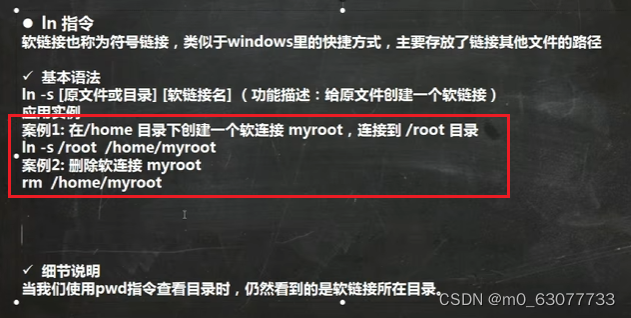 ● ln 指令
软链接也称为符号链接，类似于windows里的快捷方式，主要存放了链接其他文件的路径
✓ 基本语法
ln -s [原文件或目录] [软链接名] （功能描述：给原文件创建一个软链接）
应用实例
案例1: 在/home 目录下创建一个软连接 myroot，连接到 /root 目录
ln -s /root /home/myroot
案例2: 删除软连接 myroot
rm /home/myroot
✓ 细节说明
当我们使用pwd指令查看目录时，仍然看到的是软链接所在目录。
CSDN @m0_63077733